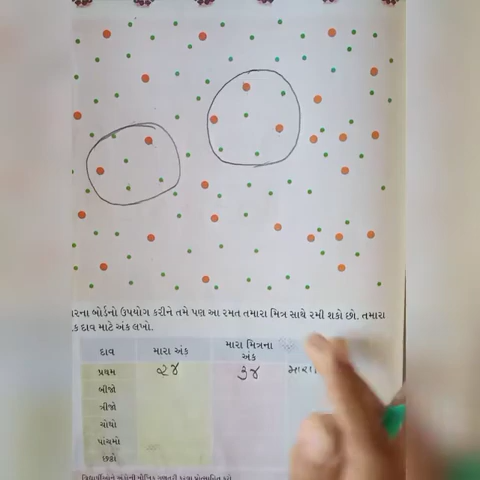 રના બોર્ડનો ઉપયોગ કરીને તમે પણ આ રમત તમારા મિત્ર સાથે રમી શકો છો. તમારા
દાવ માટે અંક લખો.
દાવ મારા અંક મારા મિત્રના અંક
પ્રથમ ૨૪ ૩૪
બીજો
ત્રીજો
ચોથો
પાંચમો
છઠ્ઠો